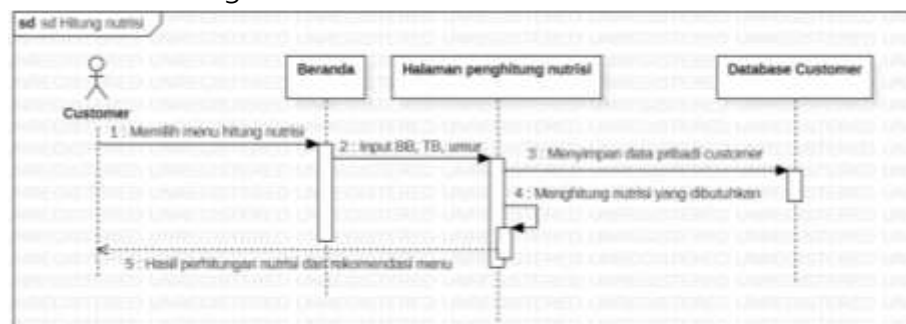 sd sd Hitung nutrisi
Beranda
Halaman penghitung nutrisi
Database Customer
Customer
1 : Memilih menu hitung nutrisi
2 : Input BB, TB, umur
3 : Menyimpan data pribadi customer
4 : Menghitung nutrisi yang dibutuhkan
5 : Hasil perhitungan nutrisi dan rekomendasi menu
UNREGISTERED